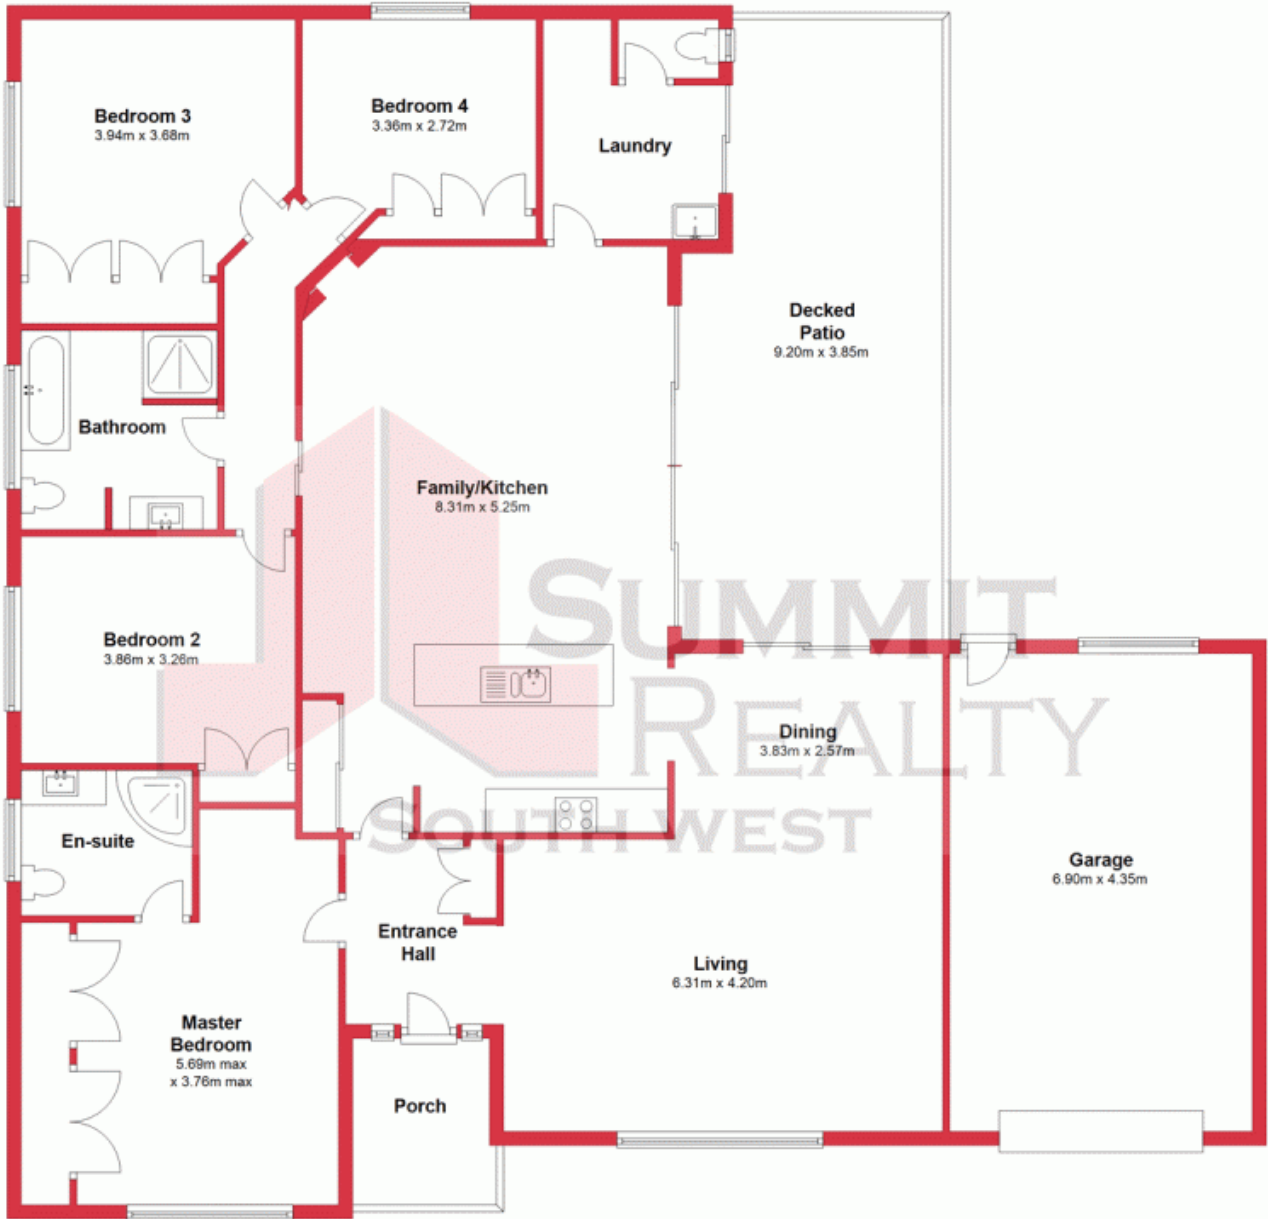 Bedroom 3
3.94m x 3.68m
Bedroom 4
3.36m x 2.72m
Laundry
Decked
Patio
9.20m x 3.85m
Bathroom
Family/Kitchen
8.31m x 5.25m
Bedroom 2
3.86m x 3.26m
SUMMIT
REALTY
SOUTH WEST
Dining
3.83m x 2.57m
En-suite
Garage
6.90m x 4.35m
Entrance
Hall
Living
6.31m x 4.20m
Master
Bedroom
5.69m max
x 3.76m max
Porch